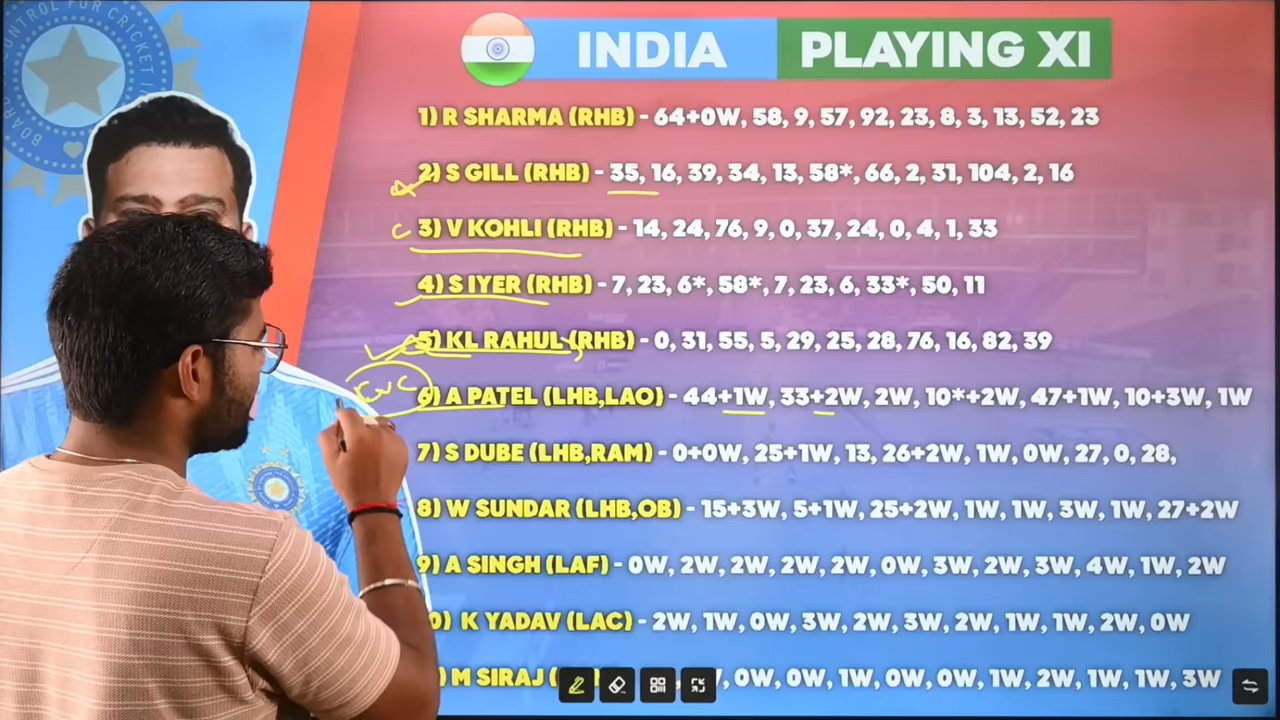 BOARD OF CONTROL FOR CRICKET IN
INDIA PLAYING XI
1) R SHARMA (RHB) - 64+0W, 58, 9, 57, 92, 23, 8, 3, 13, 52, 23
2) S GILL (RHB) - 35, 16, 39, 34, 13, 58*, 66, 2, 31, 104, 2, 16
C 3) V KOHLI (RHB) - 14, 24, 76, 9, 0, 37, 24, 0, 4, 1, 33
4) S IYER (RHB) - 7, 23, 6*, 58*, 7, 23, 6, 33*, 50, 11
5) KL RAHUL (RHB) - 0, 31, 55, 5, 29, 25, 28, 76, 16, 82, 39
6) A PATEL (LHB,LAO) - 44+1W, 33+2W, 2W, 10*+2W, 47+1W, 10+3W, 1W
7) S DUBE (LHB,RAM) - 0+0W, 25+1W, 13, 26+2W, 1W, 0W, 27, 0, 28,
8) W SUNDAR (LHB,OB) - 15+3W, 5+1W, 25+2W, 1W, 1W, 3W, 1W, 27+2W
9) A SINGH (LAF) - 0W, 2W, 2W, 2W, 2W, 0W, 3W, 2W, 3W, 4W, 1W, 2W
0) K YADAV (LAC) - 2W, 1W, 0W, 3W, 2W, 3W, 2W, 1W, 1W, 2W, 0W
) M SIRAJ ( , 0W, 0W, 1W, 0W, 0W, 1W, 2W, 1W, 1W, 3W